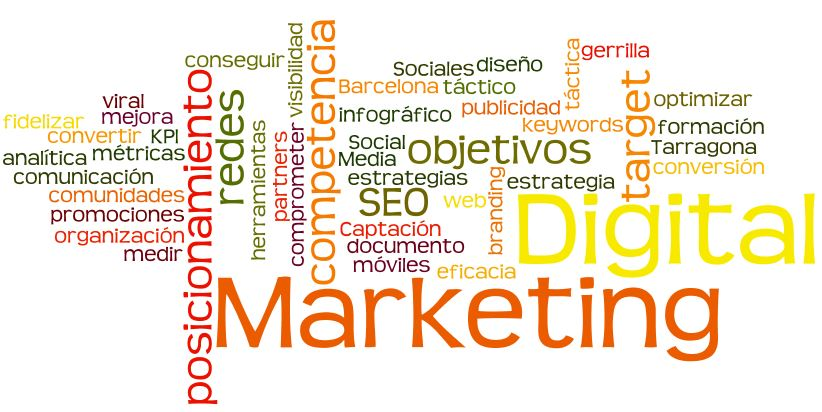 conseguir
visibilidad
competencia
Sociales
diseño
táctica
gerrilla
Barcelona
táctico
target
viral
posicionamiento
redes
infográfico
publicidad
optimizar
fidelizar
mejora
convertir
KPI
herramientas
partners
comprometer
Social
Media
objetivos
keywords
formación
analítica
métricas
Tarragona
comunicación
estrategias
branding
estrategia
conversión
comunidades
SEO
web
Digital
promociones
organización
Captación
medir
documento
móviles
eficacia
Marketing